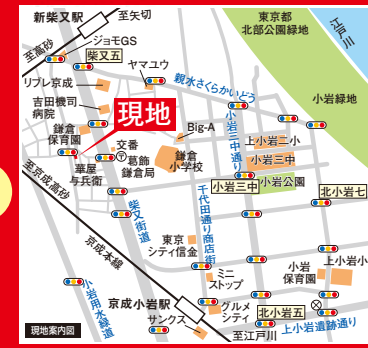 新柴又駅
至矢切
東京都
北部公園緑地
江戸川
至高砂
ジョモGS
柴又五
ヤマユウ
リブレ京成
親水さくらかいどう
小岩緑地
吉田機司
病院
現地
鎌倉
保育園
Big-A
小岩三中通り
上小岩二小
交番
小岩三中
葛飾
鎌倉局
鎌倉
小学校
華屋
与兵衛
小岩三中
小岩公園
北小岩七
至京成高砂
柴又街道
千代田通り商店街
京成本線
東京
シティ信金
上小岩小
小岩
保育園
ミニ
ストップ
小岩用水緑道
京成小岩駅
グルメ
シティ
北小岩五
サンクス
上小岩遺跡通り
至江戸川
現地案内図